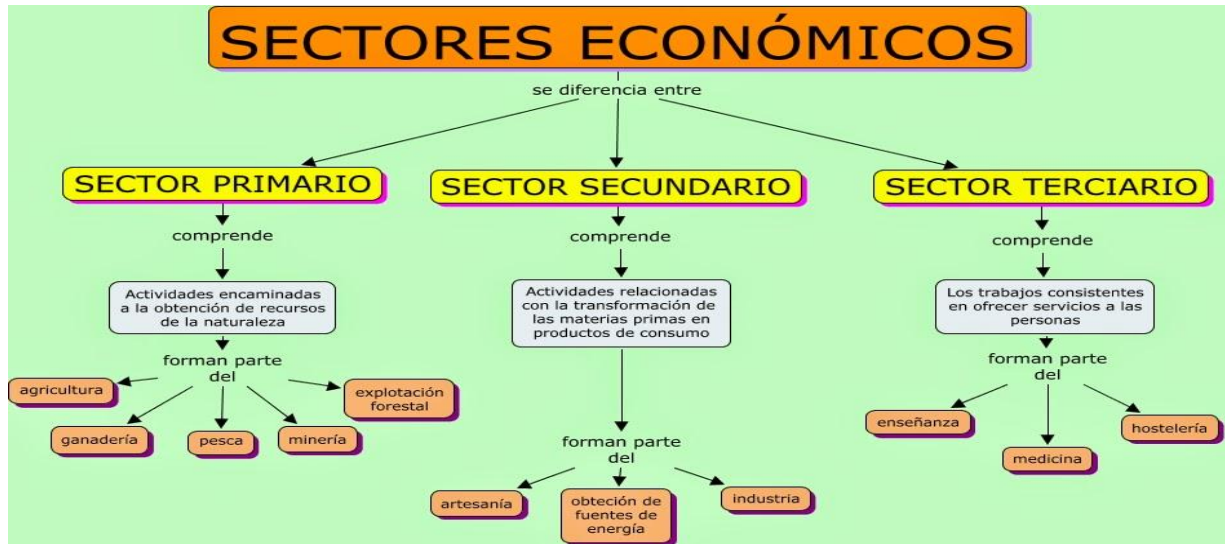 SECTORES ECONÓMICOS
se diferencia entre
SECTOR PRIMARIO
comprende
Actividades encaminadas
a la obtención de recursos
de la naturaleza
forman parte
del
agricultura
ganadería
pesca
minería
explotación
forestal
SECTOR SECUNDARIO
comprende
Actividades relacionadas
con la transformación de
las materias primas en
productos de consumo
forman parte
del
artesanía
obteción de
fuentes de
energía
industria
SECTOR TERCIARIO
comprende
Los trabajos consistentes
en ofrecer servicios a las
personas
forman parte
del
enseñanza
medicina
hostelería